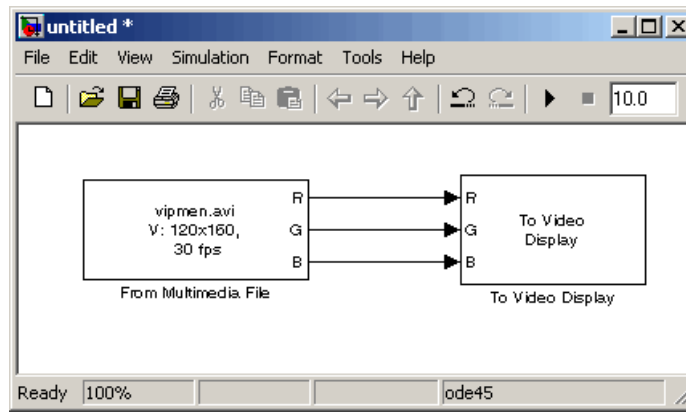 untitled *
File Edit View Simulation Format Tools Help
10.0
vipmen.avi
V: 120x160,
30 fps
R
G
B
From Multimedia File
R
G
B
To Video
Display
To Video Display
Ready 100% ode45